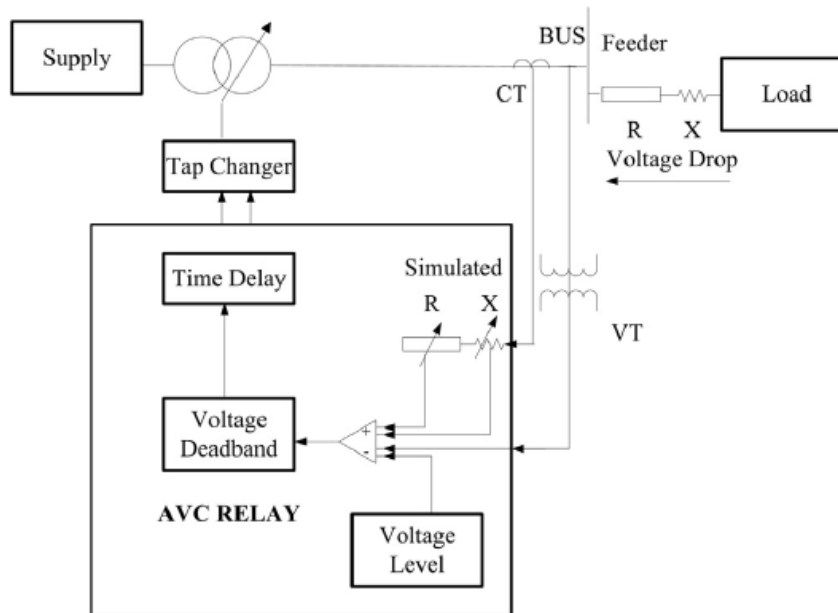 Supply
BUS
Feeder
Load
CT
R
X
Voltage Drop
Tap Changer
Time Delay
Simulated
R
X
VT
Voltage
Deadband
+
-
AVC RELAY
Voltage
Level